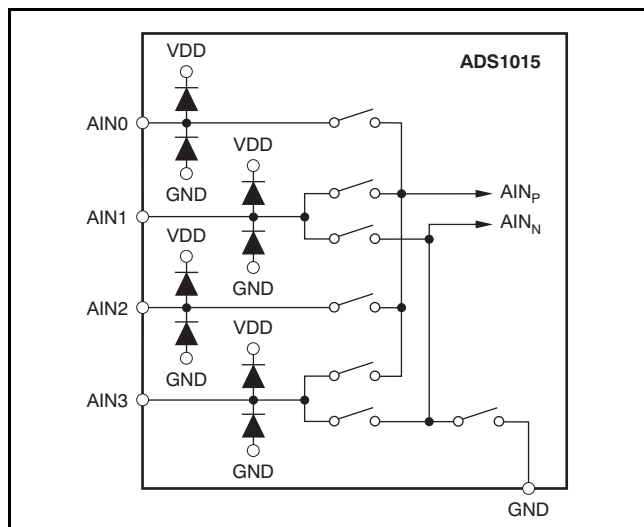 VDD
ADS1015
AIN0
VDD
GND
AIN1
AINP
AINN
VDD
GND
AIN2
VDD
GND
AIN3
GND
GND